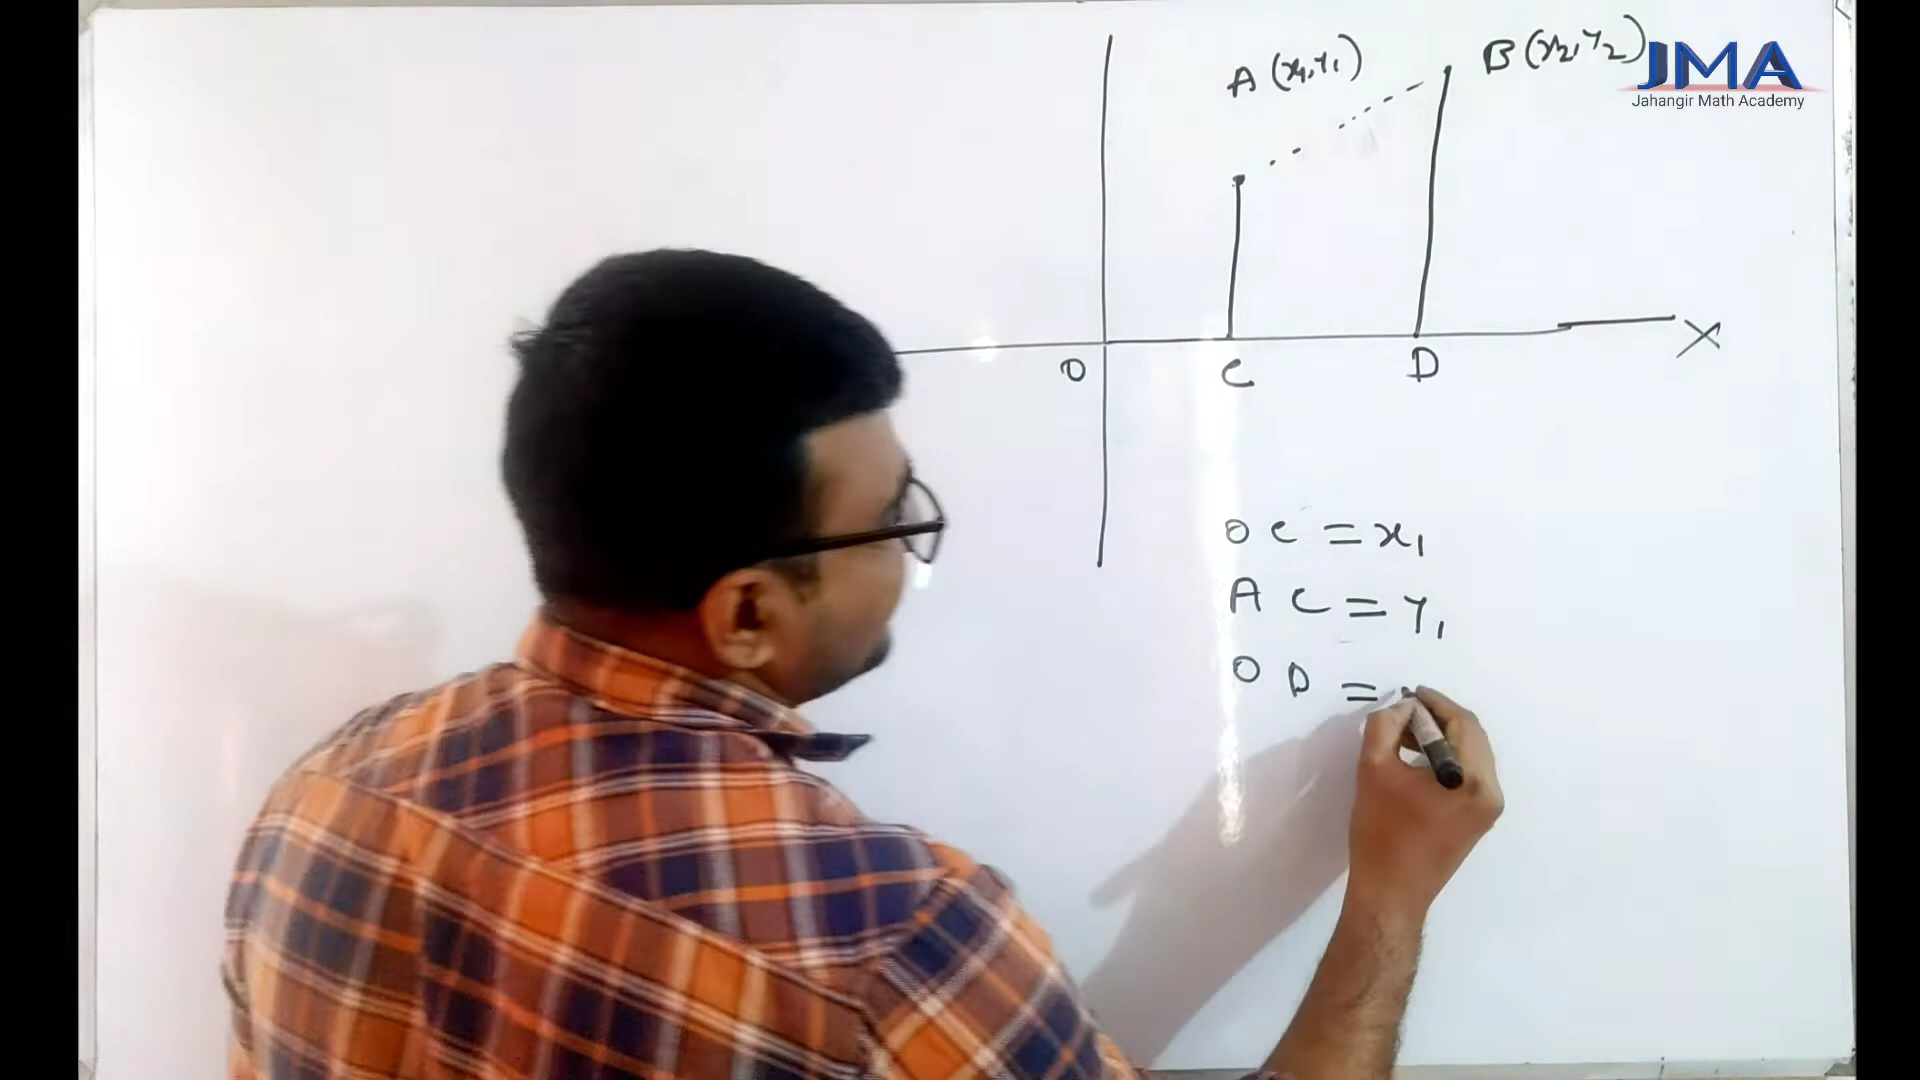 A (x₁, y₁)
B (x₂, y₂)
JMA
Jahangir Math Academy
X
O
C
D
OC = x₁
AC = y₁
OD =